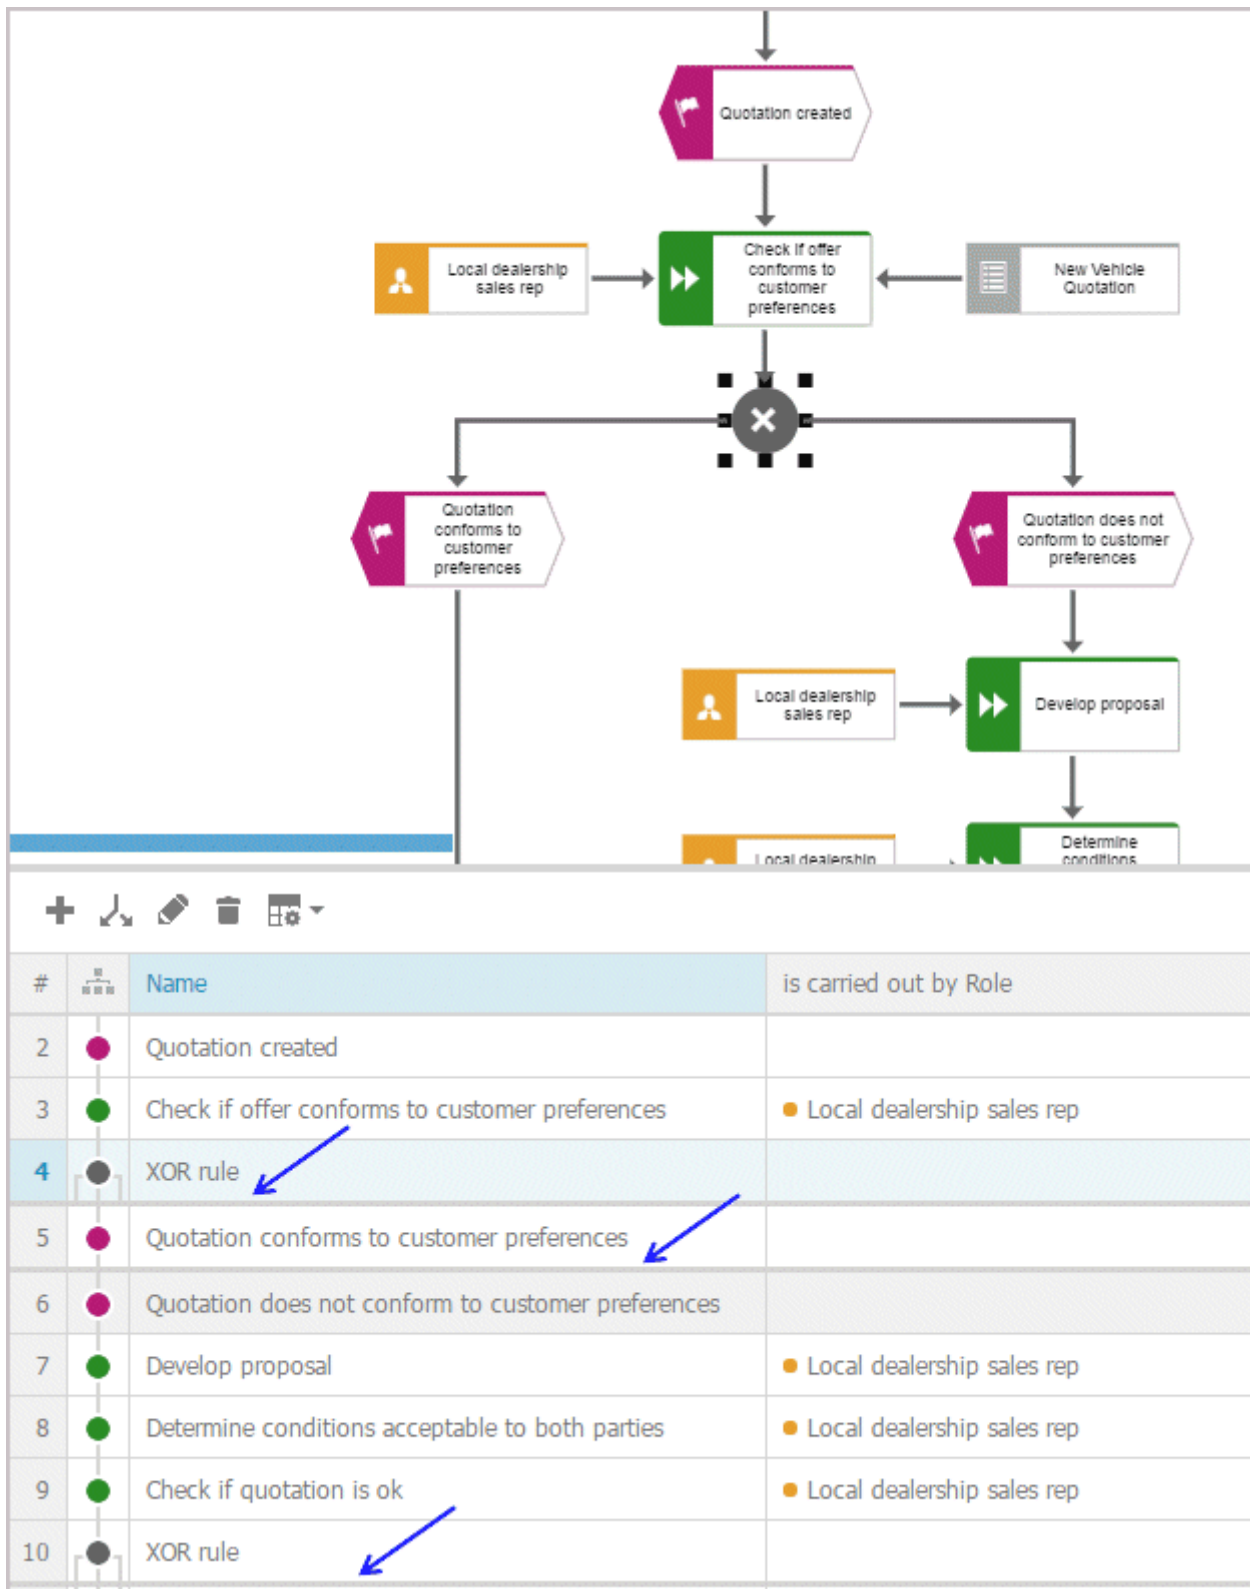 Quotation created
Local dealership
sales rep
Check if offer
conforms to
customer
preferences
New Vehicle
Quotation
Quotation
conforms to
customer
preferences
Quotation does not
conform to customer
preferences
Local dealership
sales rep
Develop proposal
Local dealership
Determine
conditions
# Name is carried out by Role
2 Quotation created
3 Check if offer conforms to customer preferences Local dealership sales rep
4 XOR rule
5 Quotation conforms to customer preferences
6 Quotation does not conform to customer preferences
7 Develop proposal Local dealership sales rep
8 Determine conditions acceptable to both parties Local dealership sales rep
9 Check if quotation is ok Local dealership sales rep
10 XOR rule